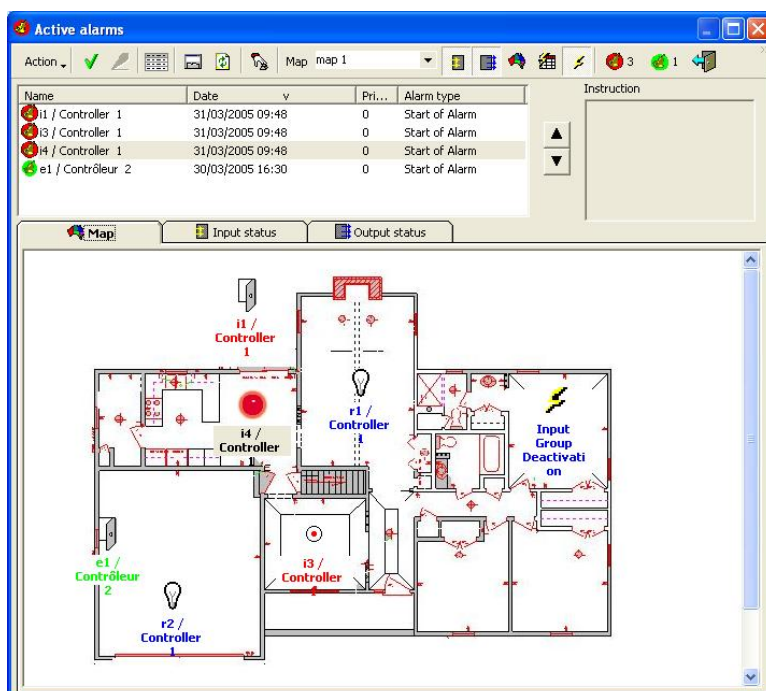 Active alarms
Action Map map 1 3 1
Name Date v Pri... Alarm type
i1 / Controller 1 31/03/2005 09:48 0 Start of Alarm
i3 / Controller 1 31/03/2005 09:48 0 Start of Alarm
i4 / Controller 1 31/03/2005 09:48 0 Start of Alarm
e1 / Contrôleur 2 30/03/2005 16:30 0 Start of Alarm
Instruction
Map Input status Output status
i1 /
Controller
1
r1 /
Controller
1
i4 /
Controller
1
Input
Group
Deactivati
on
e1 /
Contrôleur
2
i3 /
Controller
r2 /
Controller
1